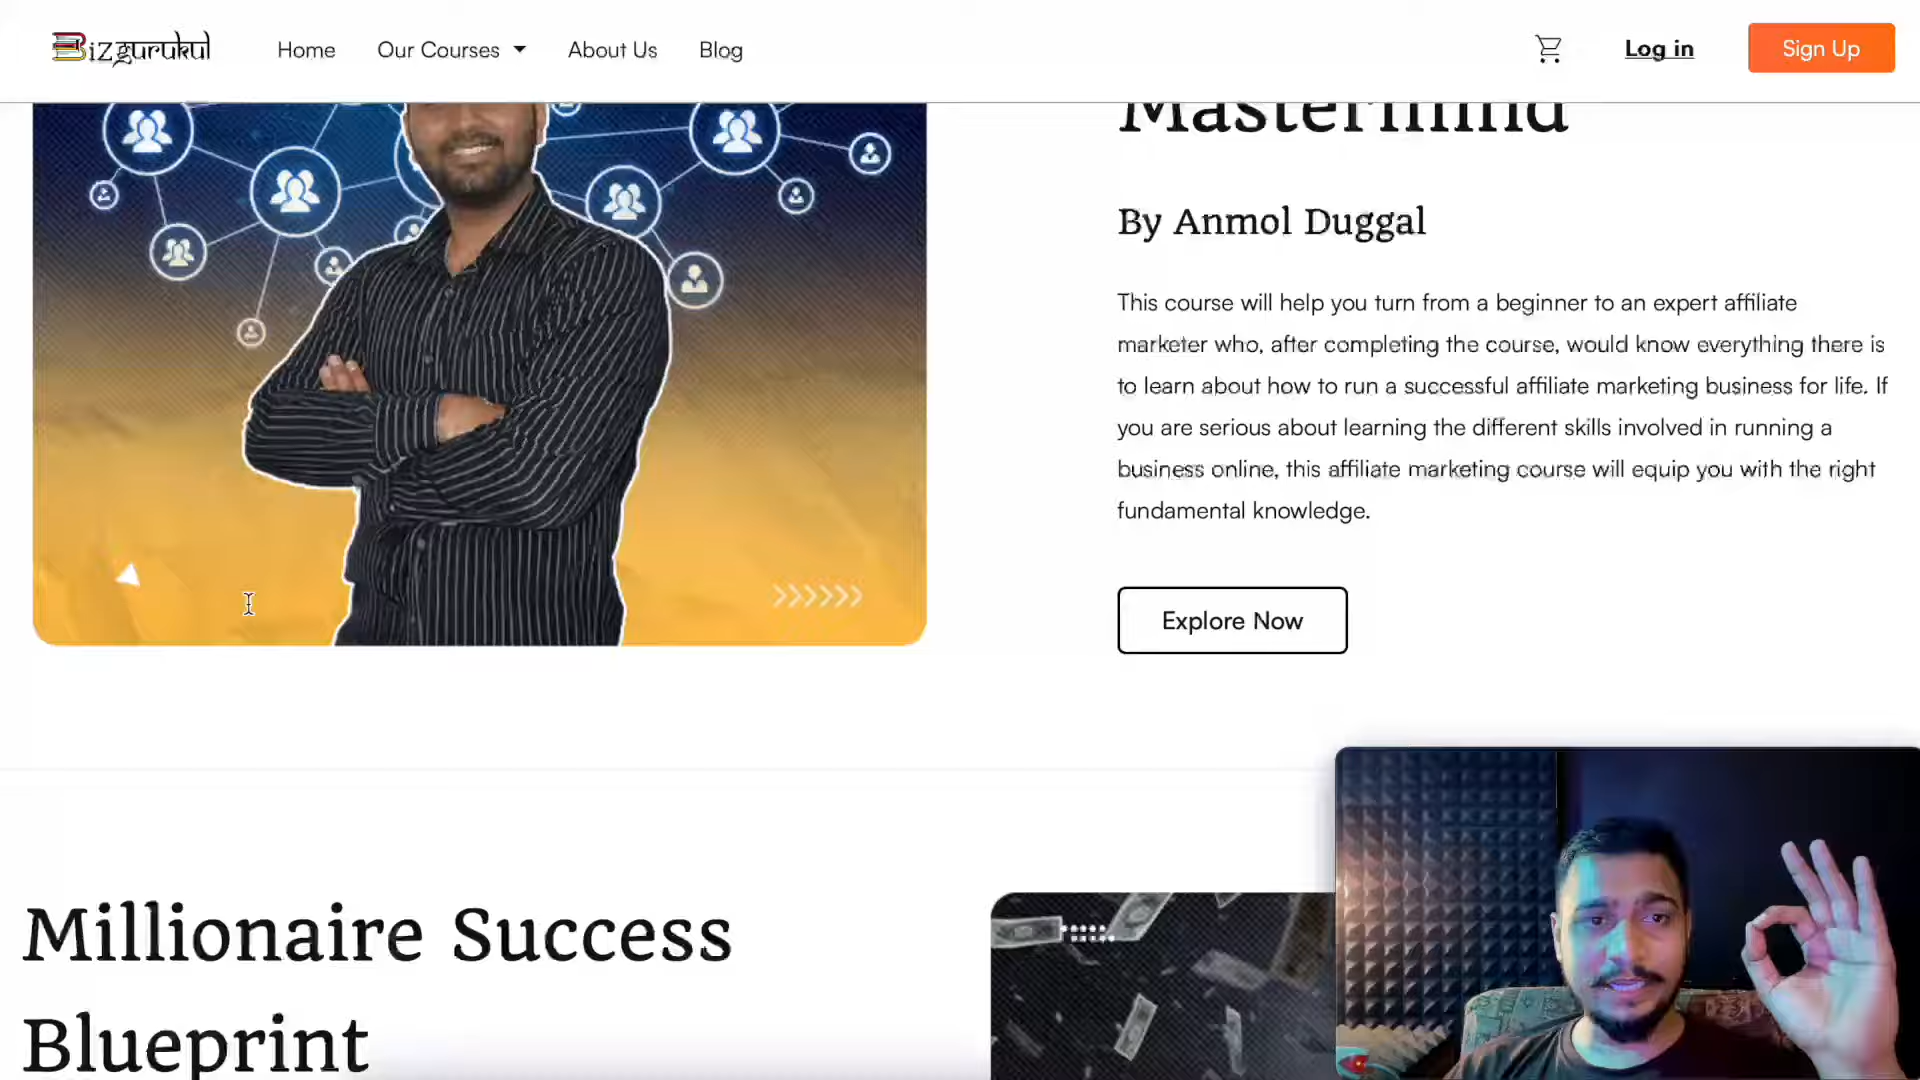 Bizgurukul
Home
Our Courses
About Us
Blog
Log in
Sign Up
Mastermind
By Anmol Duggal
This course will help you turn from a beginner to an expert affiliate
marketer who, after completing the course, would know everything there is
to learn about how to run a successful affiliate marketing business for life. If
you are serious about learning the different skills involved in running a
business online, this affiliate marketing course will equip you with the right
fundamental knowledge.
Explore Now
Millionaire Success
Blueprint